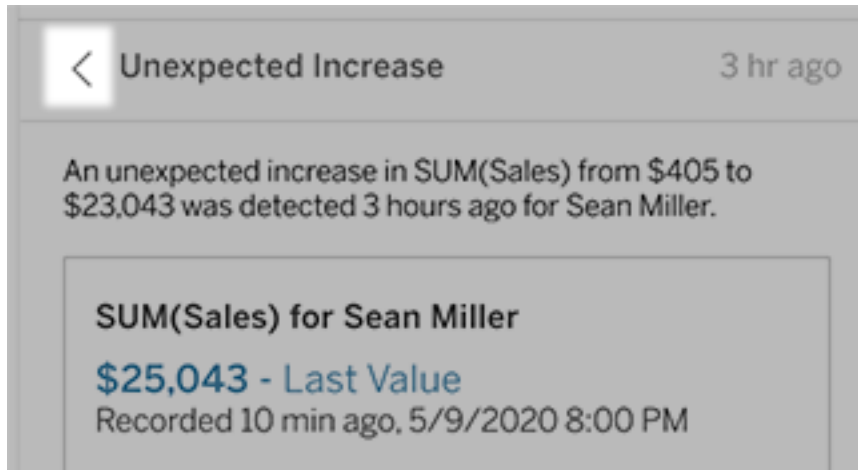 Unexpected Increase 3 hr ago
An unexpected increase in SUM(Sales) from $405 to
$23,043 was detected 3 hours ago for Sean Miller.
SUM(Sales) for Sean Miller
$25,043 - Last Value
Recorded 10 min ago, 5/9/2020 8:00 PM